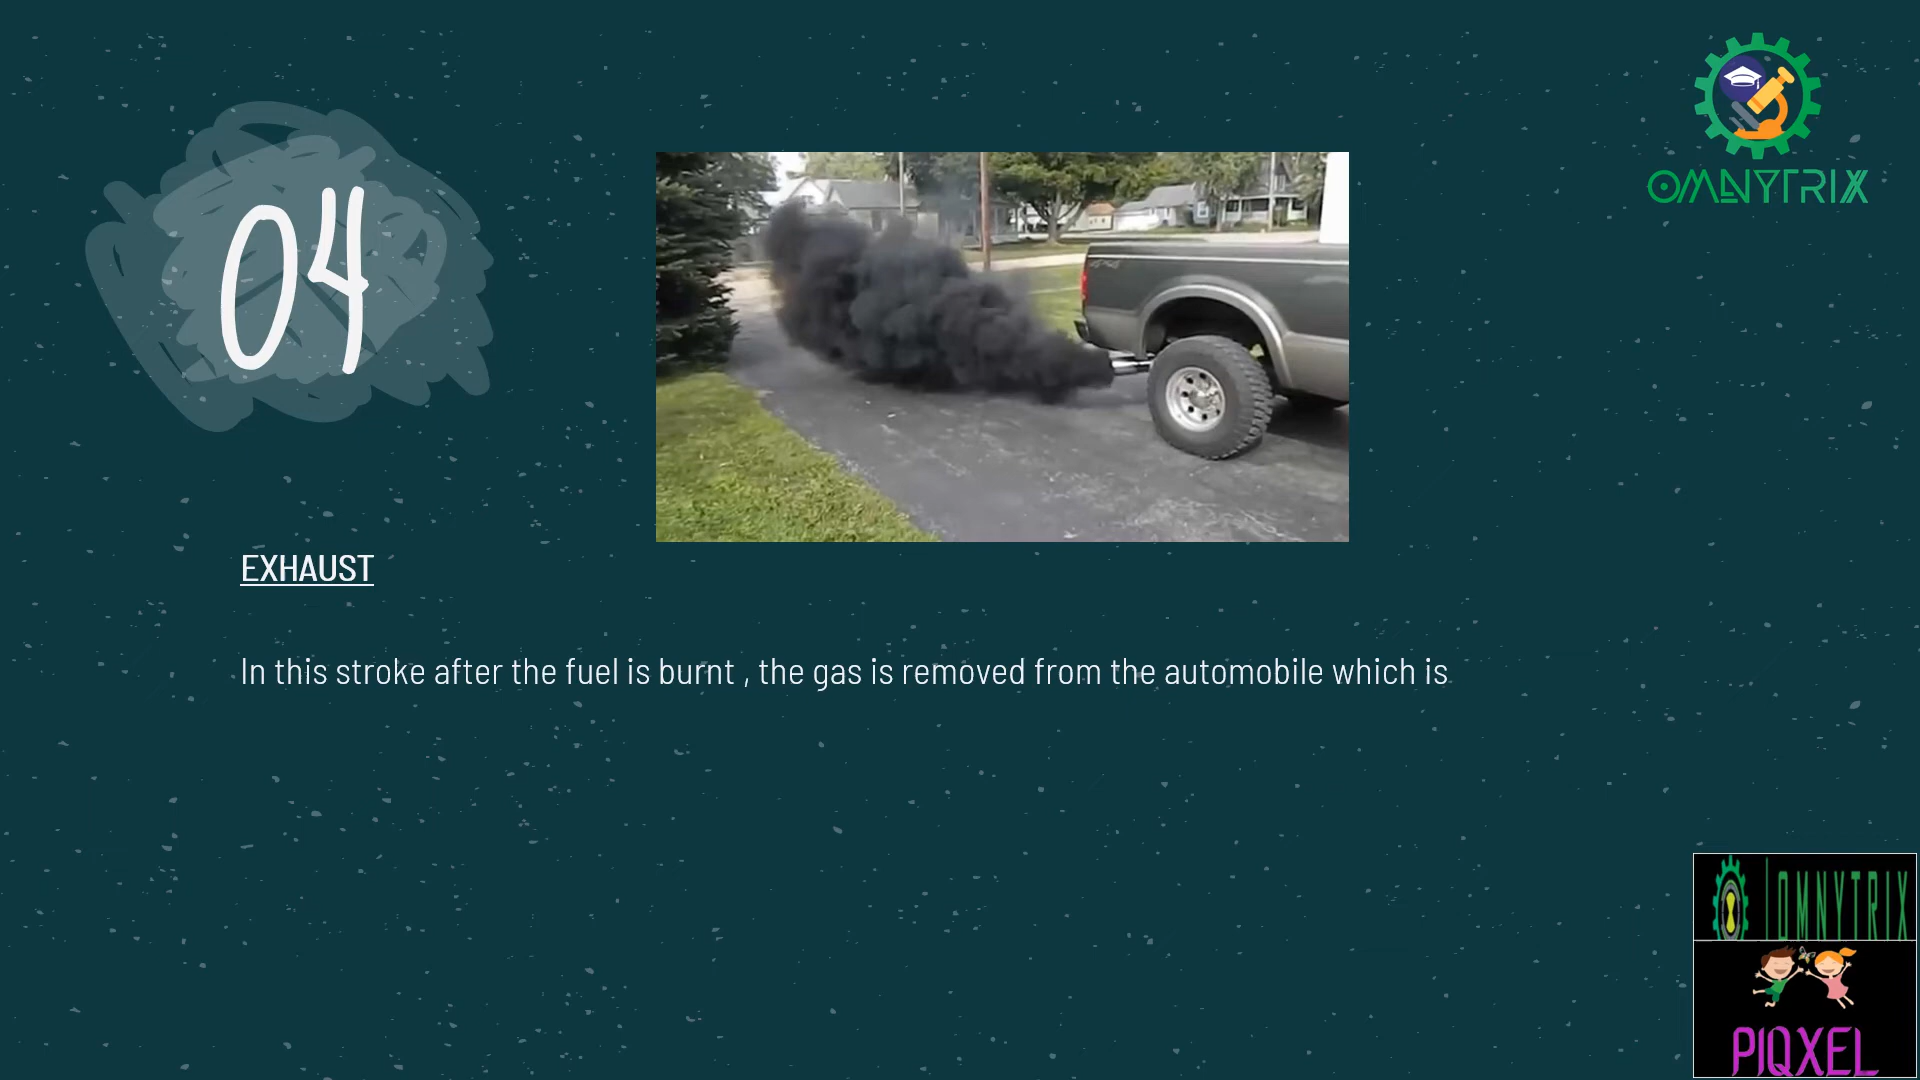 04
OMNYTRIX
EXHAUST
In this stroke after the fuel is burnt , the gas is removed from the automobile which is
OMNYTRIX
PIQXEL